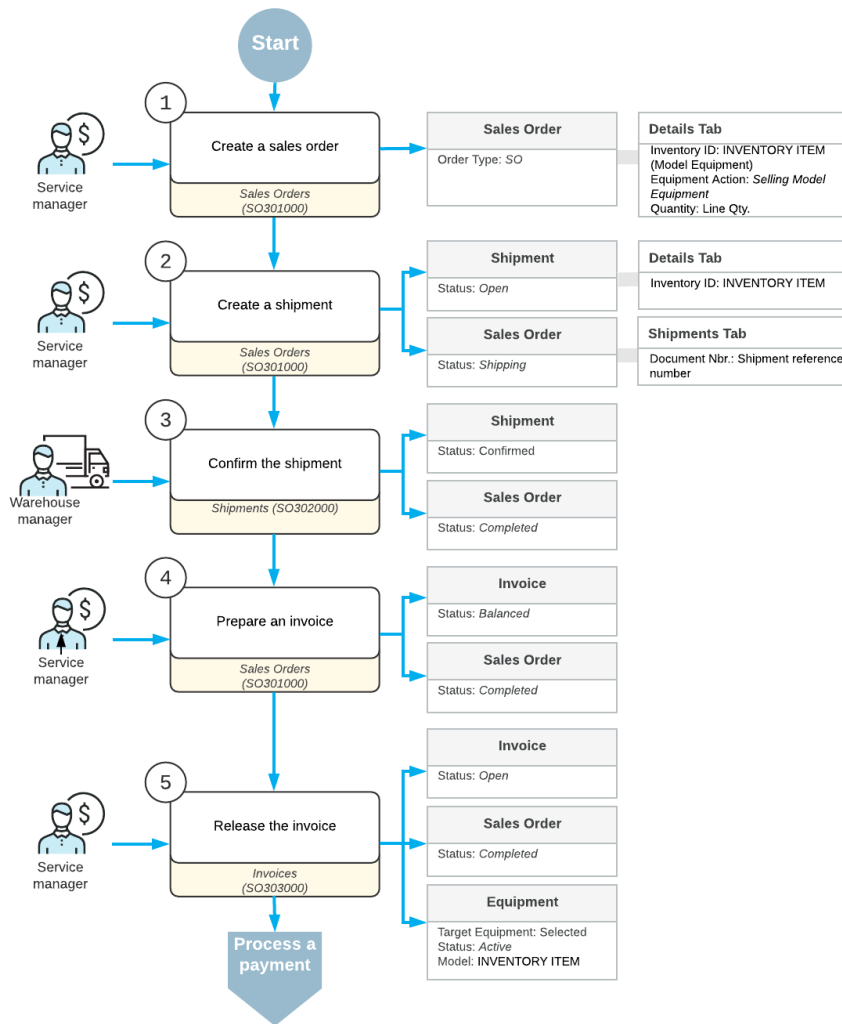 Start
1
Create a sales order
Sales Orders
(SO301000)
Service
manager
$
Sales Order
Order Type: SO
Details Tab
Inventory ID: INVENTORY ITEM
(Model Equipment)
Equipment Action: Selling Model
Equipment
Quantity: Line Qty.
2
Create a shipment
Sales Orders
(SO301000)
Service
manager
$
Shipment
Status: Open
Details Tab
Inventory ID: INVENTORY ITEM
Sales Order
Status: Shipping
Shipments Tab
Document Nbr.: Shipment reference
number
3
Confirm the shipment
Shipments (SO302000)
Warehouse
manager
Shipment
Status: Confirmed
Sales Order
Status: Completed
4
Prepare an invoice
Sales Orders
(SO301000)
Service
manager
$
Invoice
Status: Balanced
Sales Order
Status: Completed
5
Release the invoice
Invoices
(SO303000)
Service
manager
$
Invoice
Status: Open
Sales Order
Status: Completed
Equipment
Target Equipment: Selected
Status: Active
Model: INVENTORY ITEM
Process a
payment